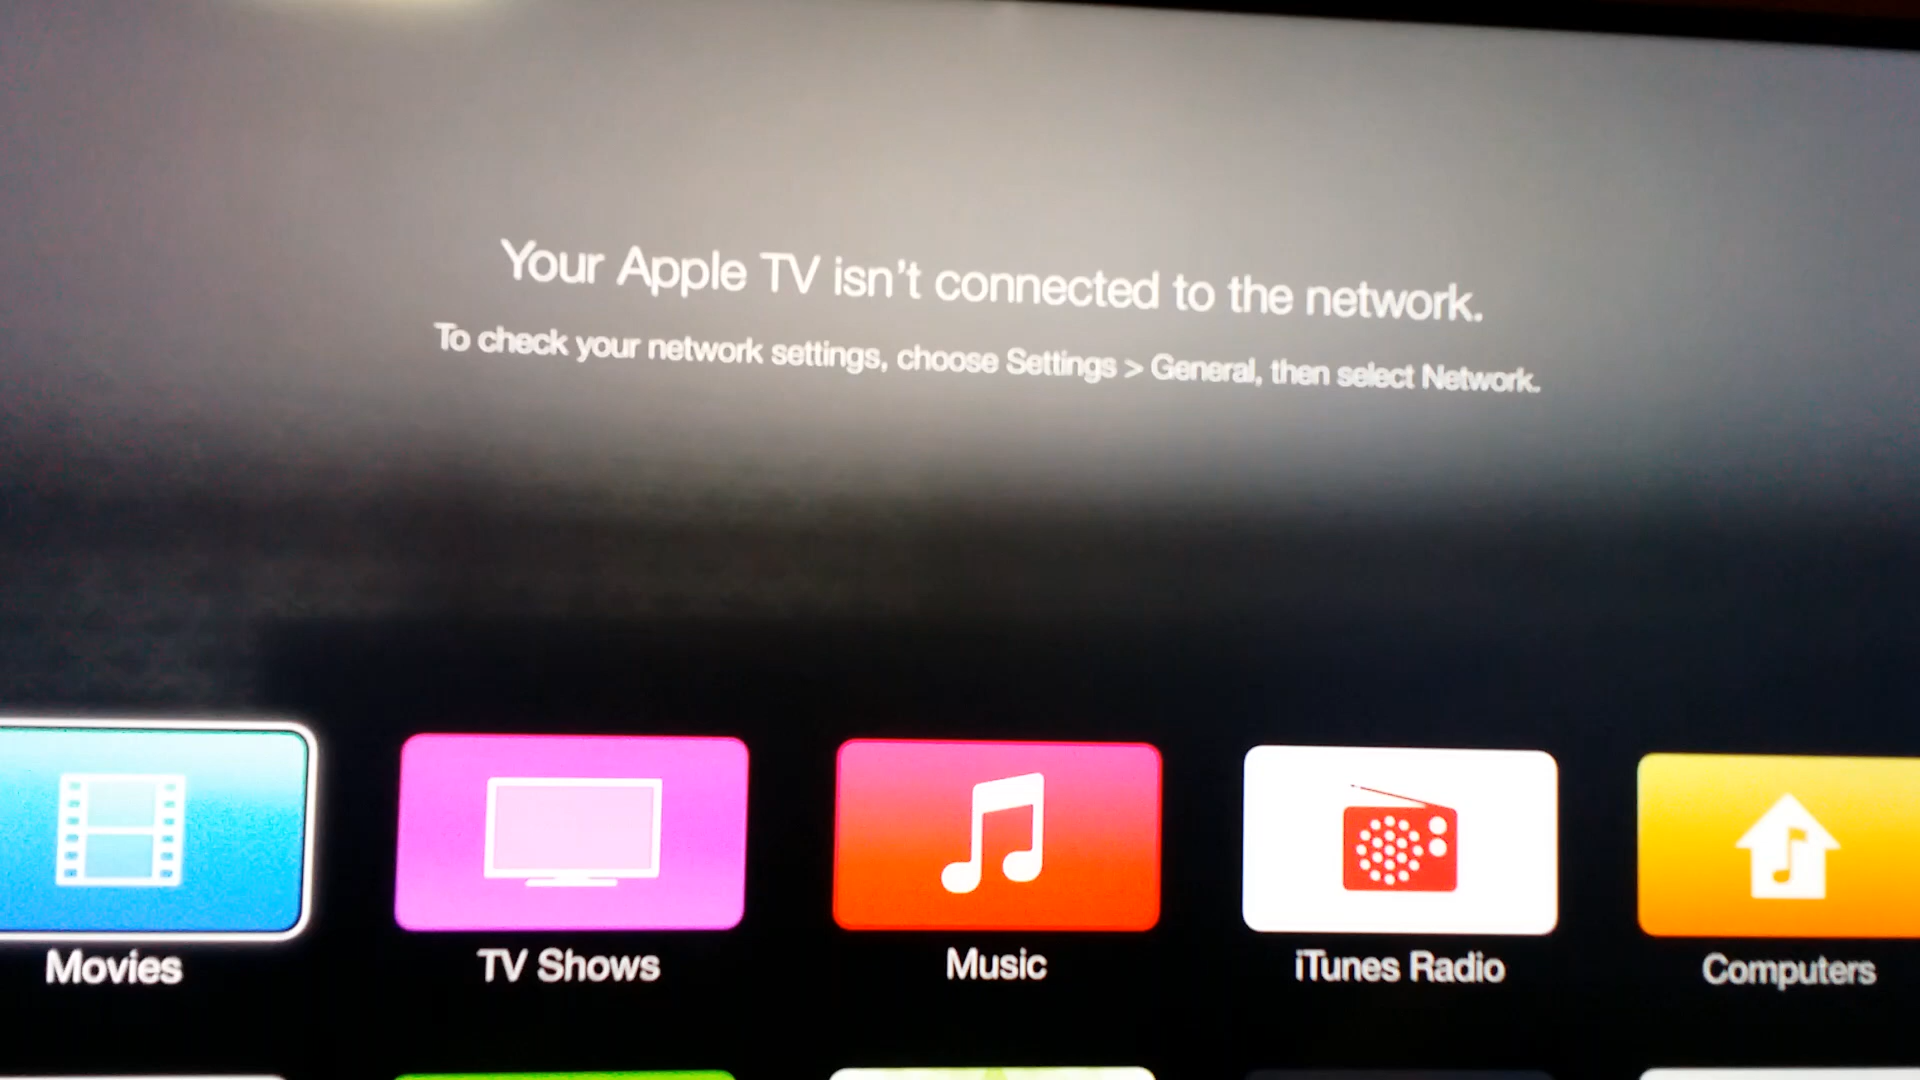 Your Apple TV isn't connected to the network.
To check your network settings, choose Settings > General, then select Network.
Movies
TV Shows
Music
iTunes Radio
Computers